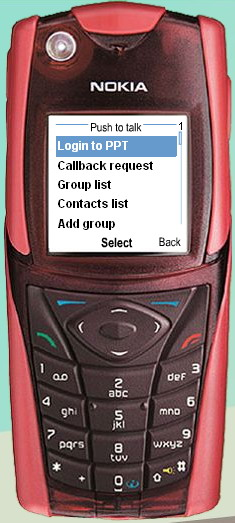 NOKIA
Push to talk 1
Login to PPT
Callback request
Group list
Contacts list
Add group
Select Back
1 2 abc def 3
4 ghi 5 jkl mno 6
7 pqrs 8 tuv wxyz 9
* + 0 #